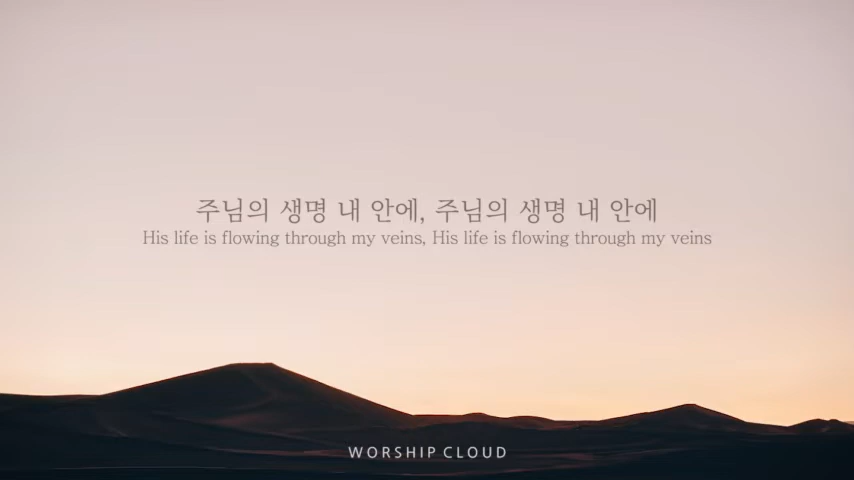 주님의 생명 내 안에, 주님의 생명 내 안에
His life is flowing through my veins, His life is flowing through my veins
WORSHIP CLOUD